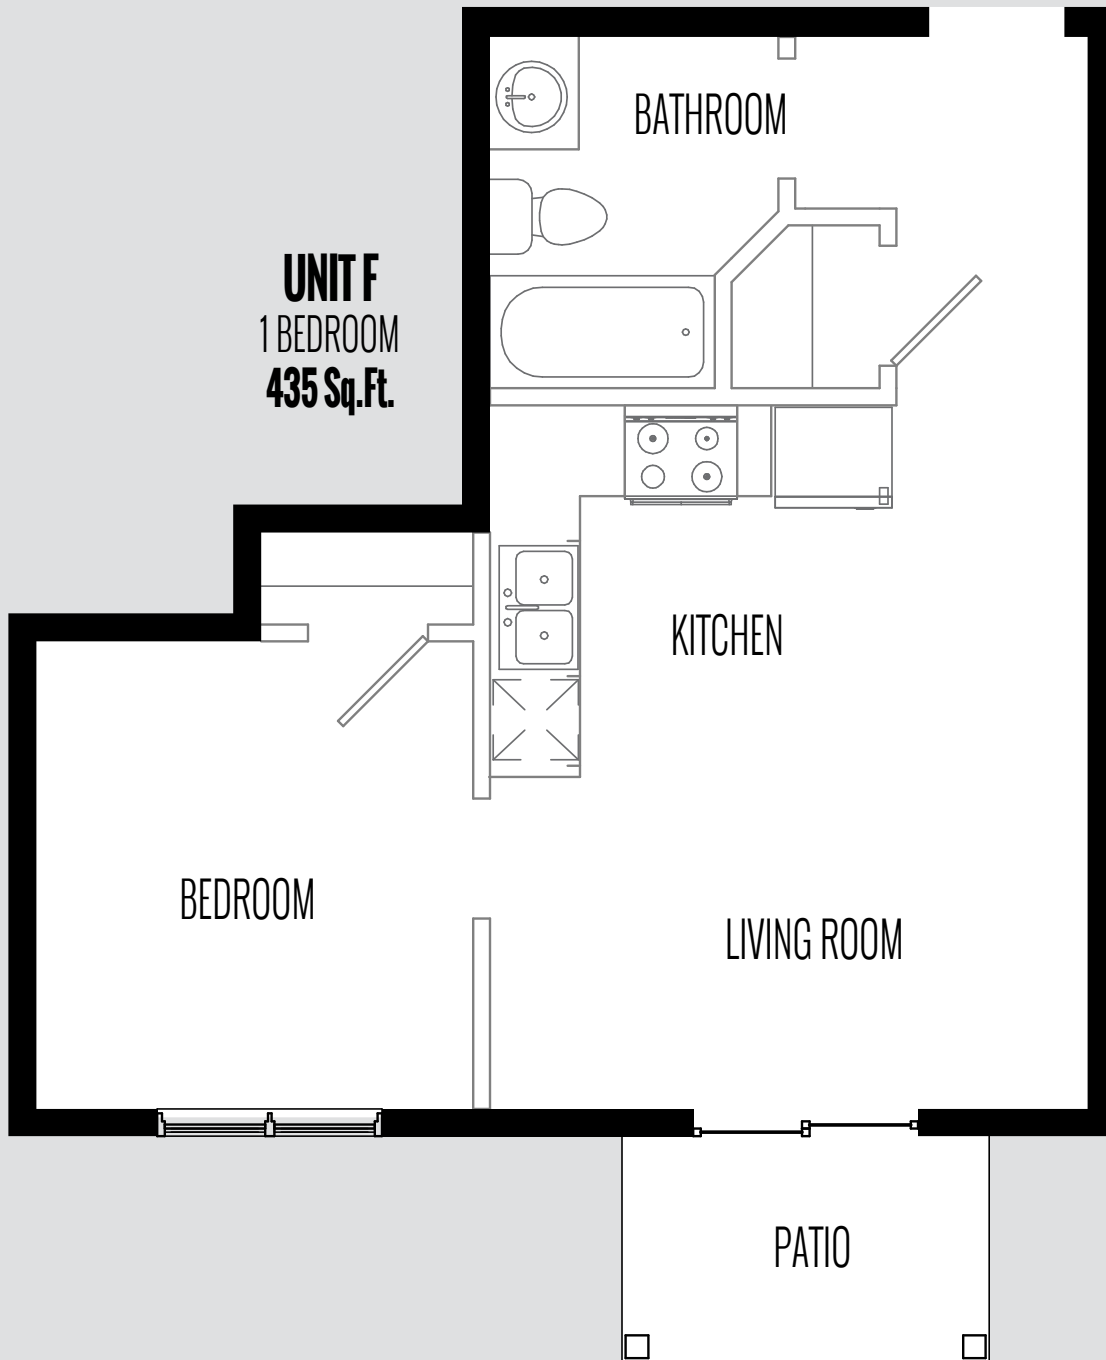 BATHROOM
UNIT F
1 BEDROOM
435 Sq.Ft.
KITCHEN
BEDROOM
LIVING ROOM
PATIO